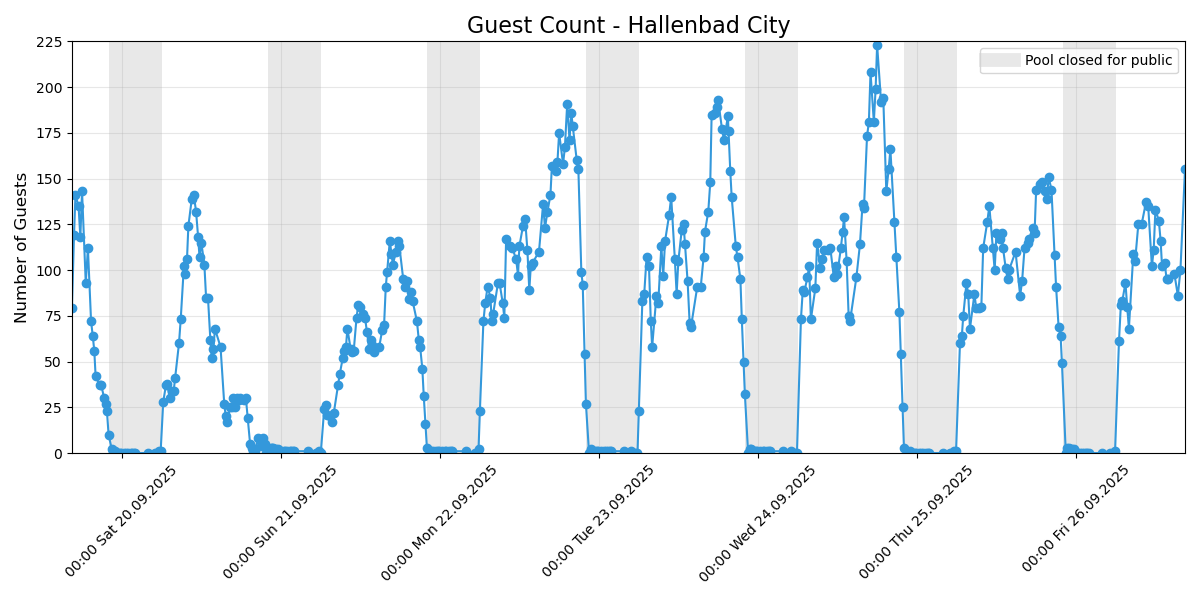 Guest Count - Hallenbad City
Pool closed for public
Number of Guests
225
200
175
150
125
100
75
50
25
0
00:00 Sat 20.09.2025
00:00 Sun 21.09.2025
00:00 Mon 22.09.2025
00:00 Tue 23.09.2025
00:00 Wed 24.09.2025
00:00 Thu 25.09.2025
00:00 Fri 26.09.2025